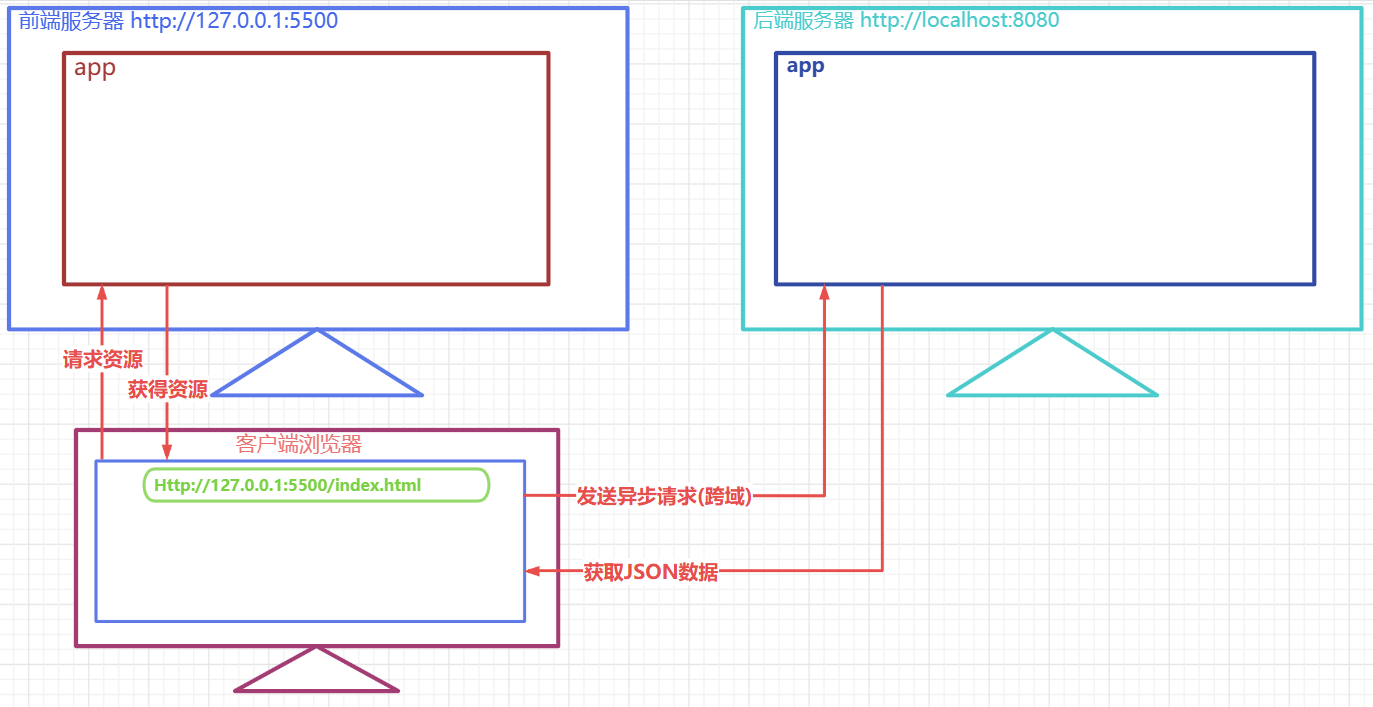 前端服务器 http://127.0.0.1:5500
后端服务器 http://localhost:8080
app
app
请求资源
获得资源
客户端浏览器
Http://127.0.0.1:5500/index.html
发送异步请求(跨域)
获取JSON数据